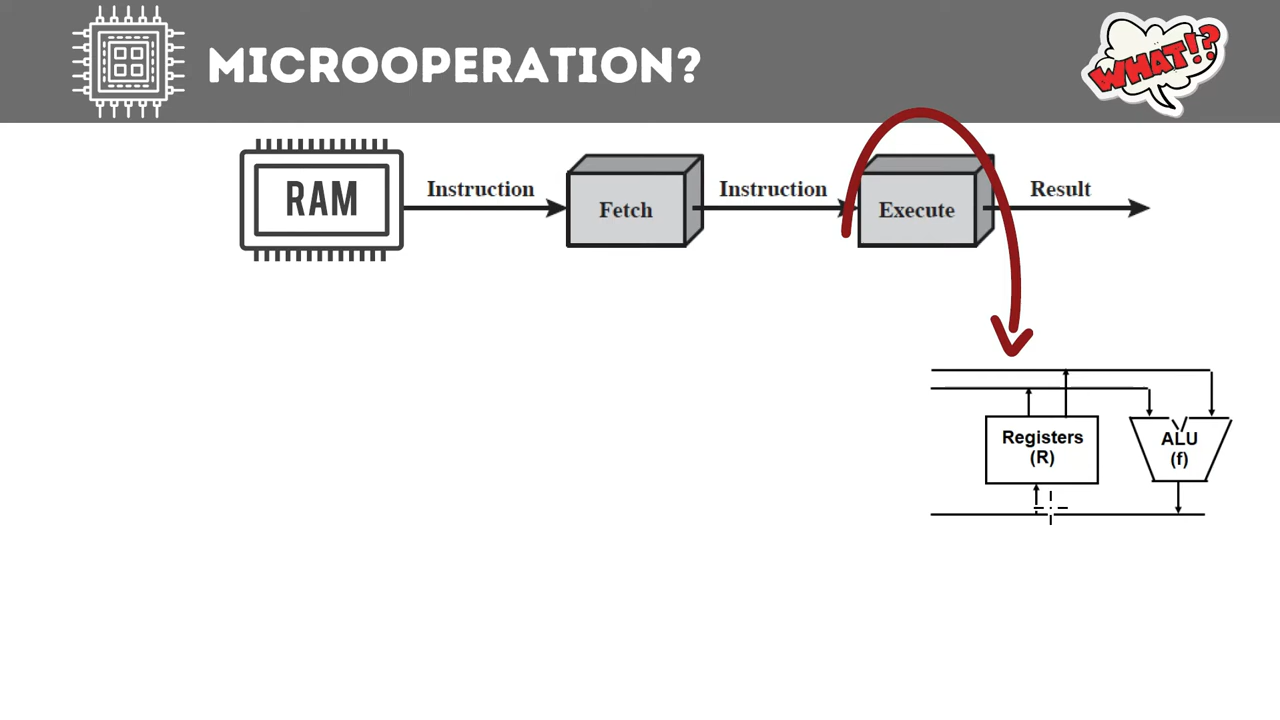 MICROOPERATION?
WHAT!?
RAM
Instruction
Fetch
Instruction
Execute
Result
Registers
(R)
ALU
(f)